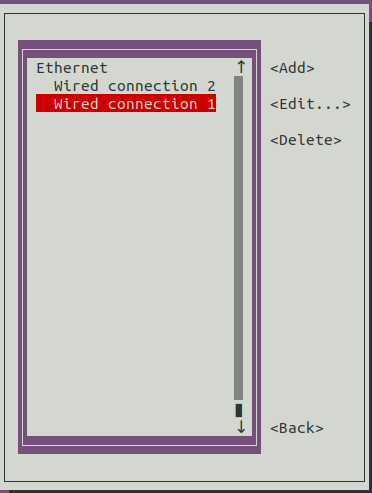 Ethernet
Wired connection 2
Wired connection 1
<Add>
<Edit...>
<Delete>
<Back>